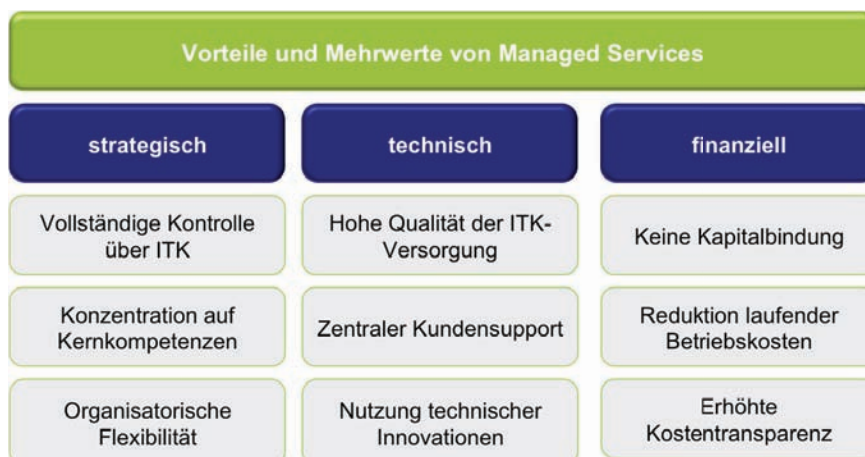 Vorteile und Mehrwerte von Managed Services
strategisch
technisch
finanziell
Vollständige Kontrolle
über ITK
Hohe Qualität der ITK-
Versorgung
Keine Kapitalbindung
Konzentration auf
Kernkompetenzen
Zentraler Kundensupport
Reduktion laufender
Betriebskosten
Organisatorische
Flexibilität
Nutzung technischer
Innovationen
Erhöhte
Kostentransparenz